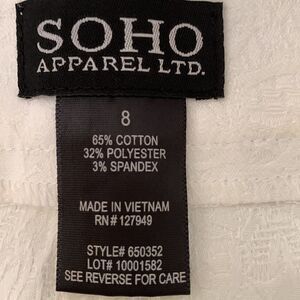 SOHO
APPAREL LTD.
8
65% COTTON
32% POLYESTER
3% SPANDEX
MADE IN VIETNAM
RN# 127949
STYLE# 650352
LOT# 10001582
SEE REVERSE FOR CARE